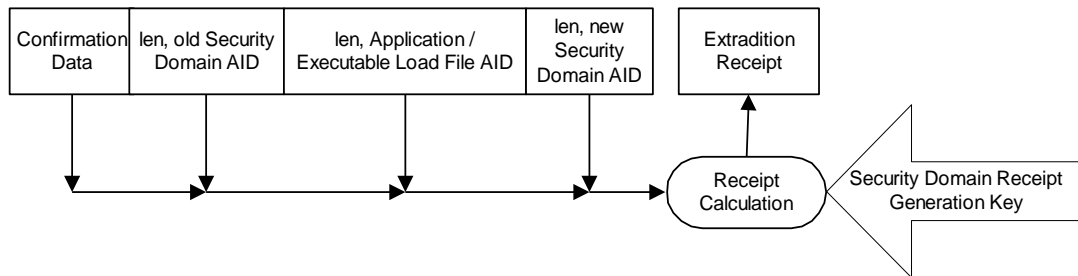 Confirmation
Data
len, old Security
Domain AID
len, Application /
Executable Load File AID
len, new
Security
Domain AID
Extradition
Receipt
Receipt
Calculation
Security Domain Receipt
Generation Key